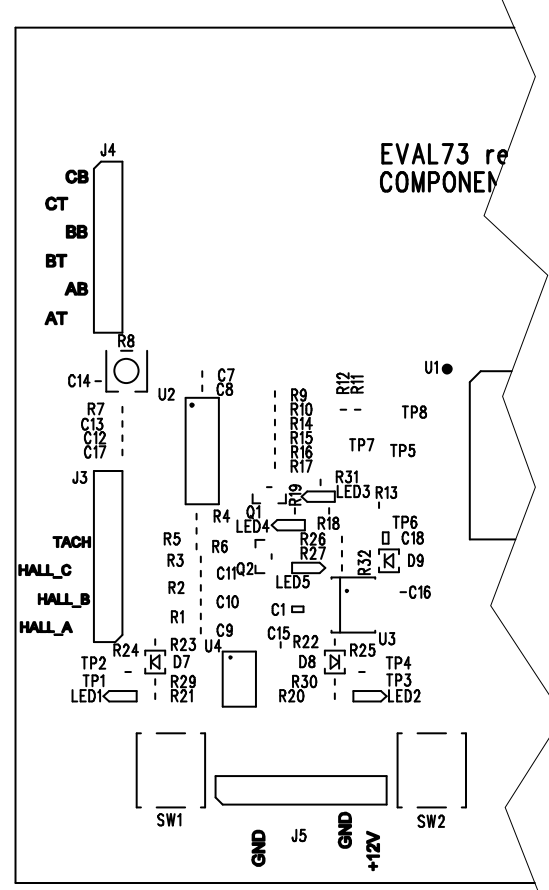 J4
EVAL73 re
COMPONEN
CB
CT
BB
BT
AB
AT
R8
C14
U1
C7
C8
R12
R11
U2
R9
R7
R10
TP8
C13
R14
C12
R15
TP7
TP5
C17
R16
R17
J3
R31
R19
LED3
R13
Q1
R4
LED4
R18
TP6
TACH
R5
R6
R26
C18
R3
R27
R32
D9
HALL_C
Q2
C11
LED5
R2
C16
HALL_B
C10
C1
HALL_A
R1
C9
C15
U3
R24
R23
U4
R22
R25
TP2
D7
D8
TP4
TP1
R29
R30
TP3
LED1
R21
R20
LED2
SW1
SW2
J5
GND
GND
+12V